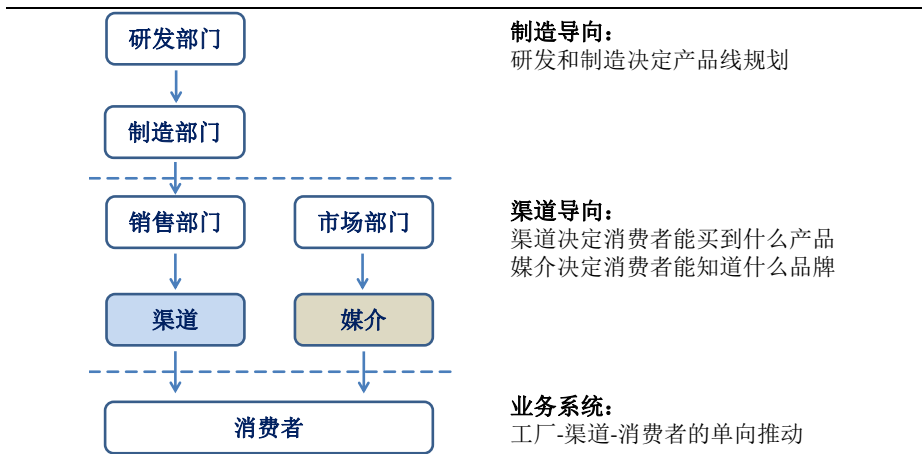 研发部门
制造导向：
研发和制造决定产品线规划
制造部门
销售部门
市场部门
渠道导向：
渠道决定消费者能买到什么产品
媒介决定消费者能知道什么品牌
渠道
媒介
消费者
业务系统：
工厂-渠道-消费者的单向推动